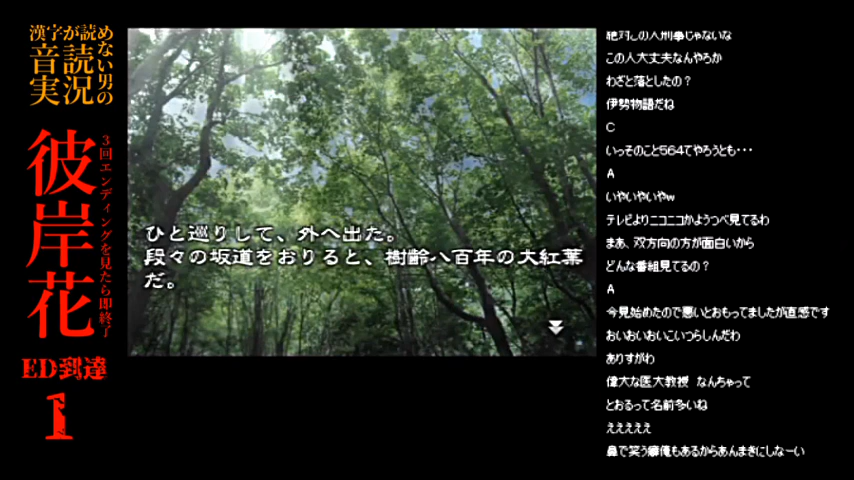 漢字が読めない男の
音読実況
彼岸花
3回エンディングを見たら即終了
ED到達
1
ひと巡りして、外へ出た。
段々の坂道をおりると、樹齢八百年の大紅葉
だ。
この人大丈夫なんやろか
わざと落としたの？
伊勢物語だね
C
いっそのこと564てやろうとも・・・
A
いやいやいやw
テレビよりニコニコかようつべ見てるわ
まあ、双方向の方が面白いから
どんな番組見てるの？
A
今見始めたので悪いとおもってましたが直感です
おいおいおいこいつらしんだわ
ありすがわ
偉大な医大教授 なんちゃって
とおるって名前多いね
えええええ
鼻で笑う癖俺もあるからあんまきにしなーい